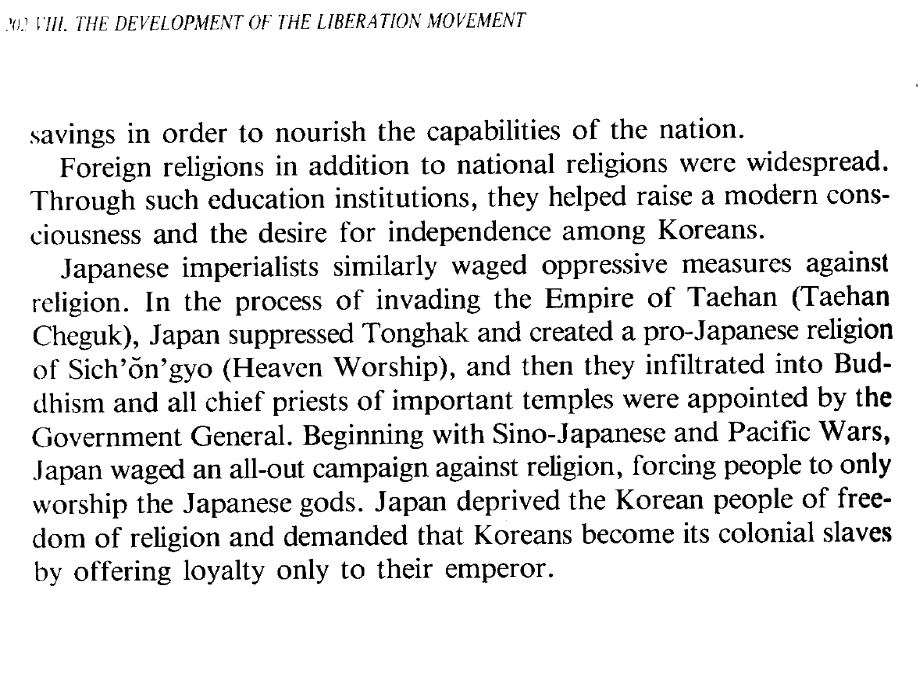 202 VIII. THE DEVELOPMENT OF THE LIBERATION MOVEMENT
savings in order to nourish the capabilities of the nation.
Foreign religions in addition to national religions were widespread.
Through such education institutions, they helped raise a modern cons-
ciousness and the desire for independence among Koreans.
Japanese imperialists similarly waged oppressive measures against
religion. In the process of invading the Empire of Taehan (Taehan
Cheguk), Japan suppressed Tonghak and created a pro-Japanese religion
of Sich'ŏn'gyo (Heaven Worship), and then they infiltrated into Bud-
dhism and all chief priests of important temples were appointed by the
Government General. Beginning with Sino-Japanese and Pacific Wars,
Japan waged an all-out campaign against religion, forcing people to only
worship the Japanese gods. Japan deprived the Korean people of free-
dom of religion and demanded that Koreans become its colonial slaves
by offering loyalty only to their emperor.